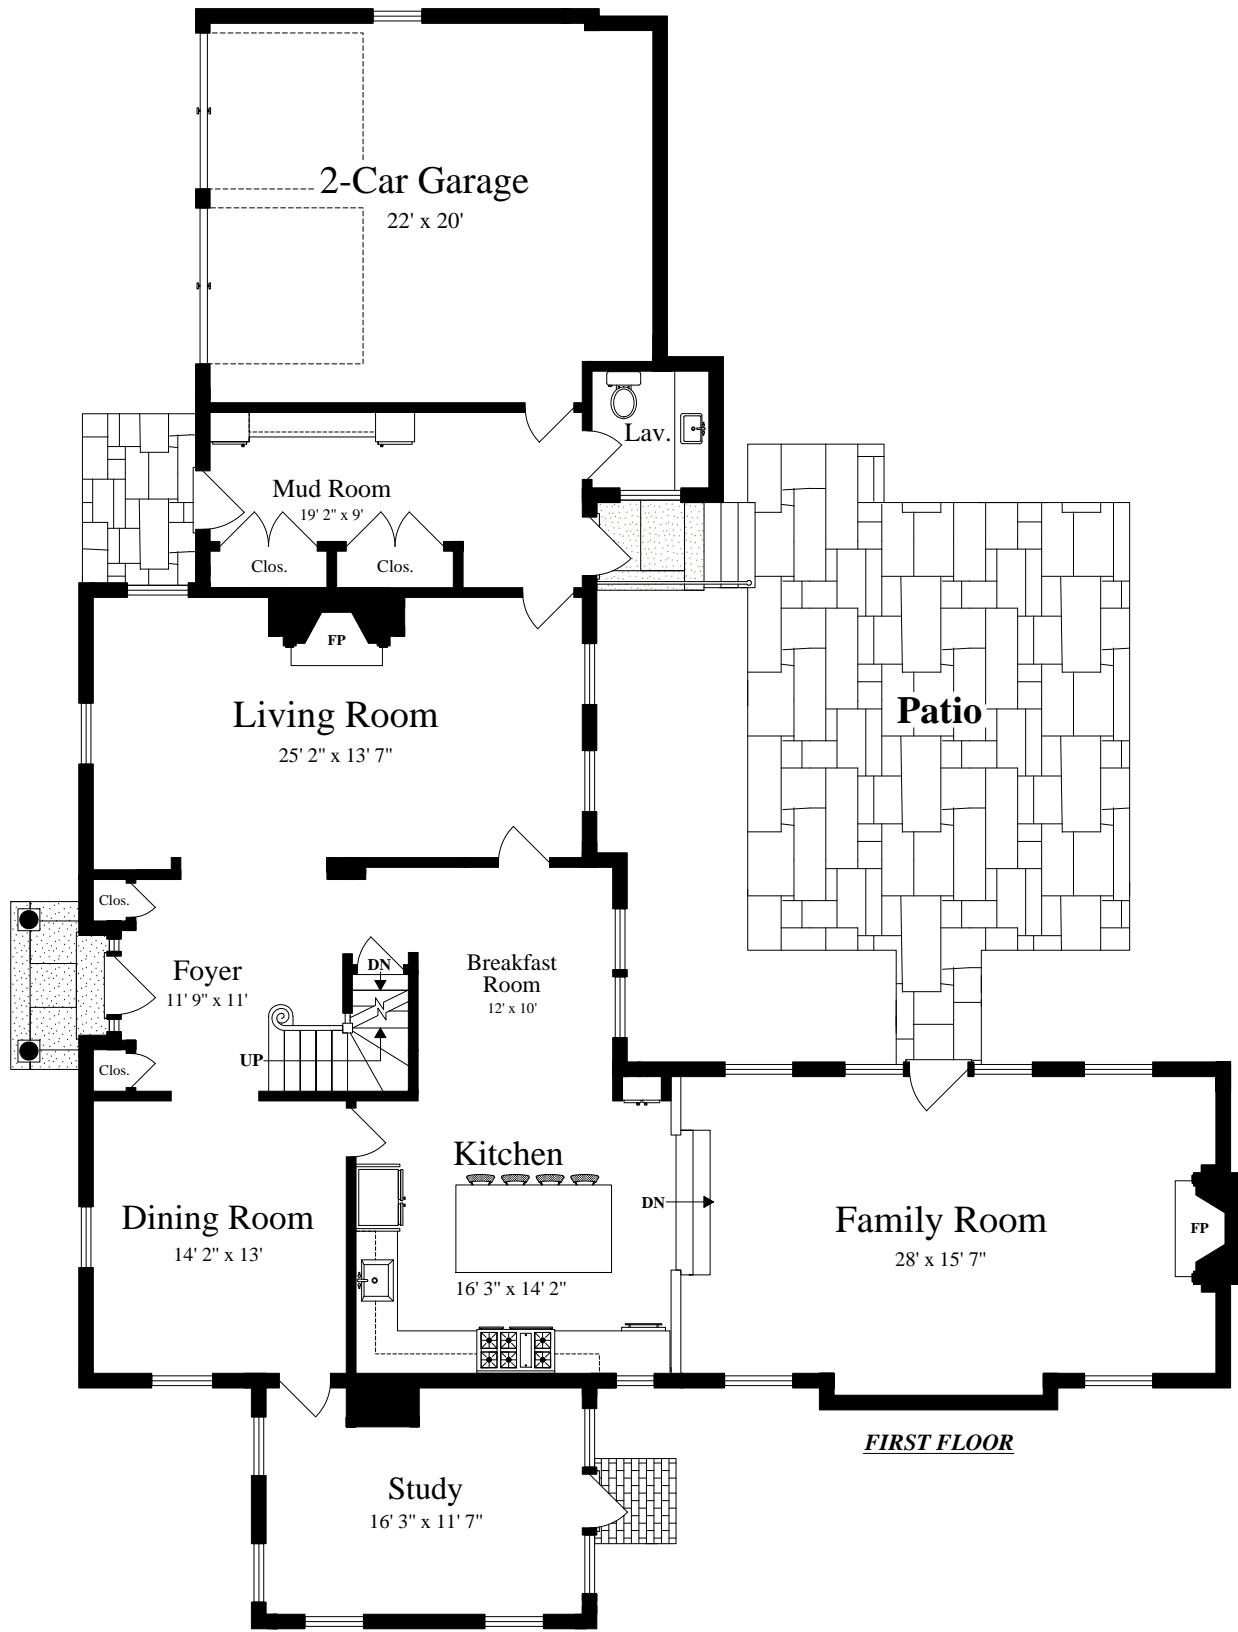 2-Car Garage
22' x 20'
Lav.
Mud Room
19' 2" x 9'
Clos.
Clos.
FP
Living Room
25' 2" x 13' 7"
Patio
Clos.
Foyer
11' 9" x 11'
DN
Breakfast
Room
12' x 10'
UP
Clos.
Kitchen
16' 3" x 14' 2"
DN
Dining Room
14' 2" x 13'
Family Room
28' x 15' 7"
FP
FIRST FLOOR
Study
16' 3" x 11' 7"